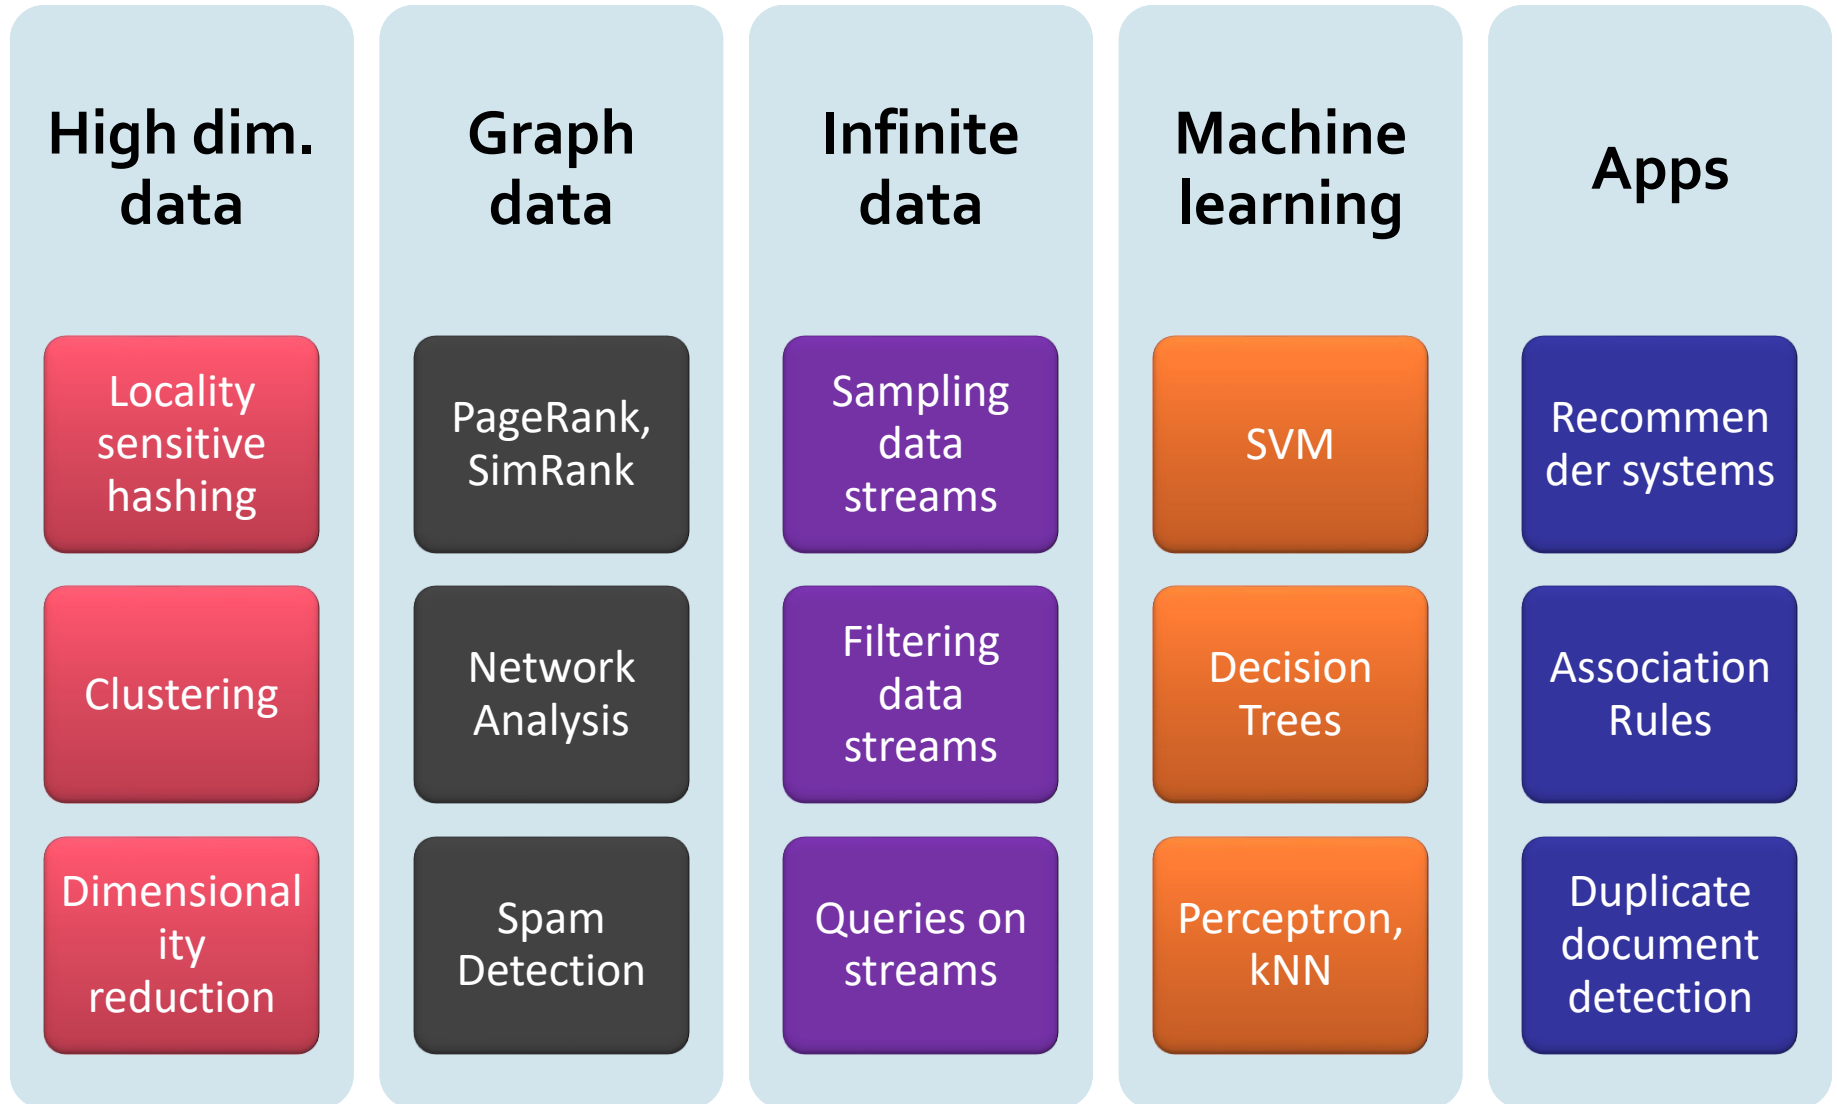 High dim.
data
Locality
sensitive
hashing
Clustering
Dimensional
ity
reduction
Graph
data
PageRank,
SimRank
Network
Analysis
Spam
Detection
Infinite
data
Sampling
data
streams
Filtering
data
streams
Queries on
streams
Machine
learning
SVM
Decision
Trees
Perceptron,
kNN
Apps
Recommen
der systems
Association
Rules
Duplicate
document
detection